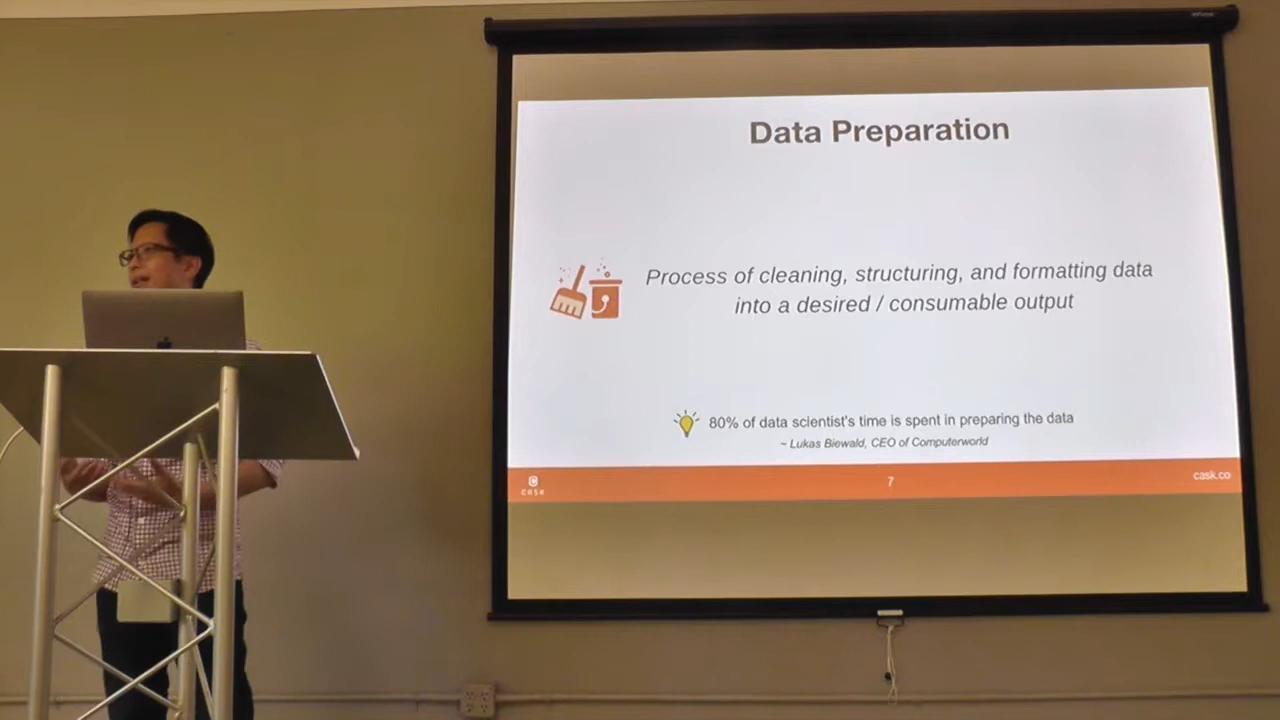 Data Preparation
Process of cleaning, structuring, and formatting data
into a desired / consumable output
80% of data scientist's time is spent in preparing the data
~ Lukas Biewald, CEO of Computerworld
CASK
7
cask.co